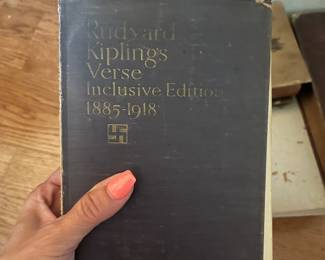 Rudyard
Kiplings
Verse
Inclusive Edition
1885-1918